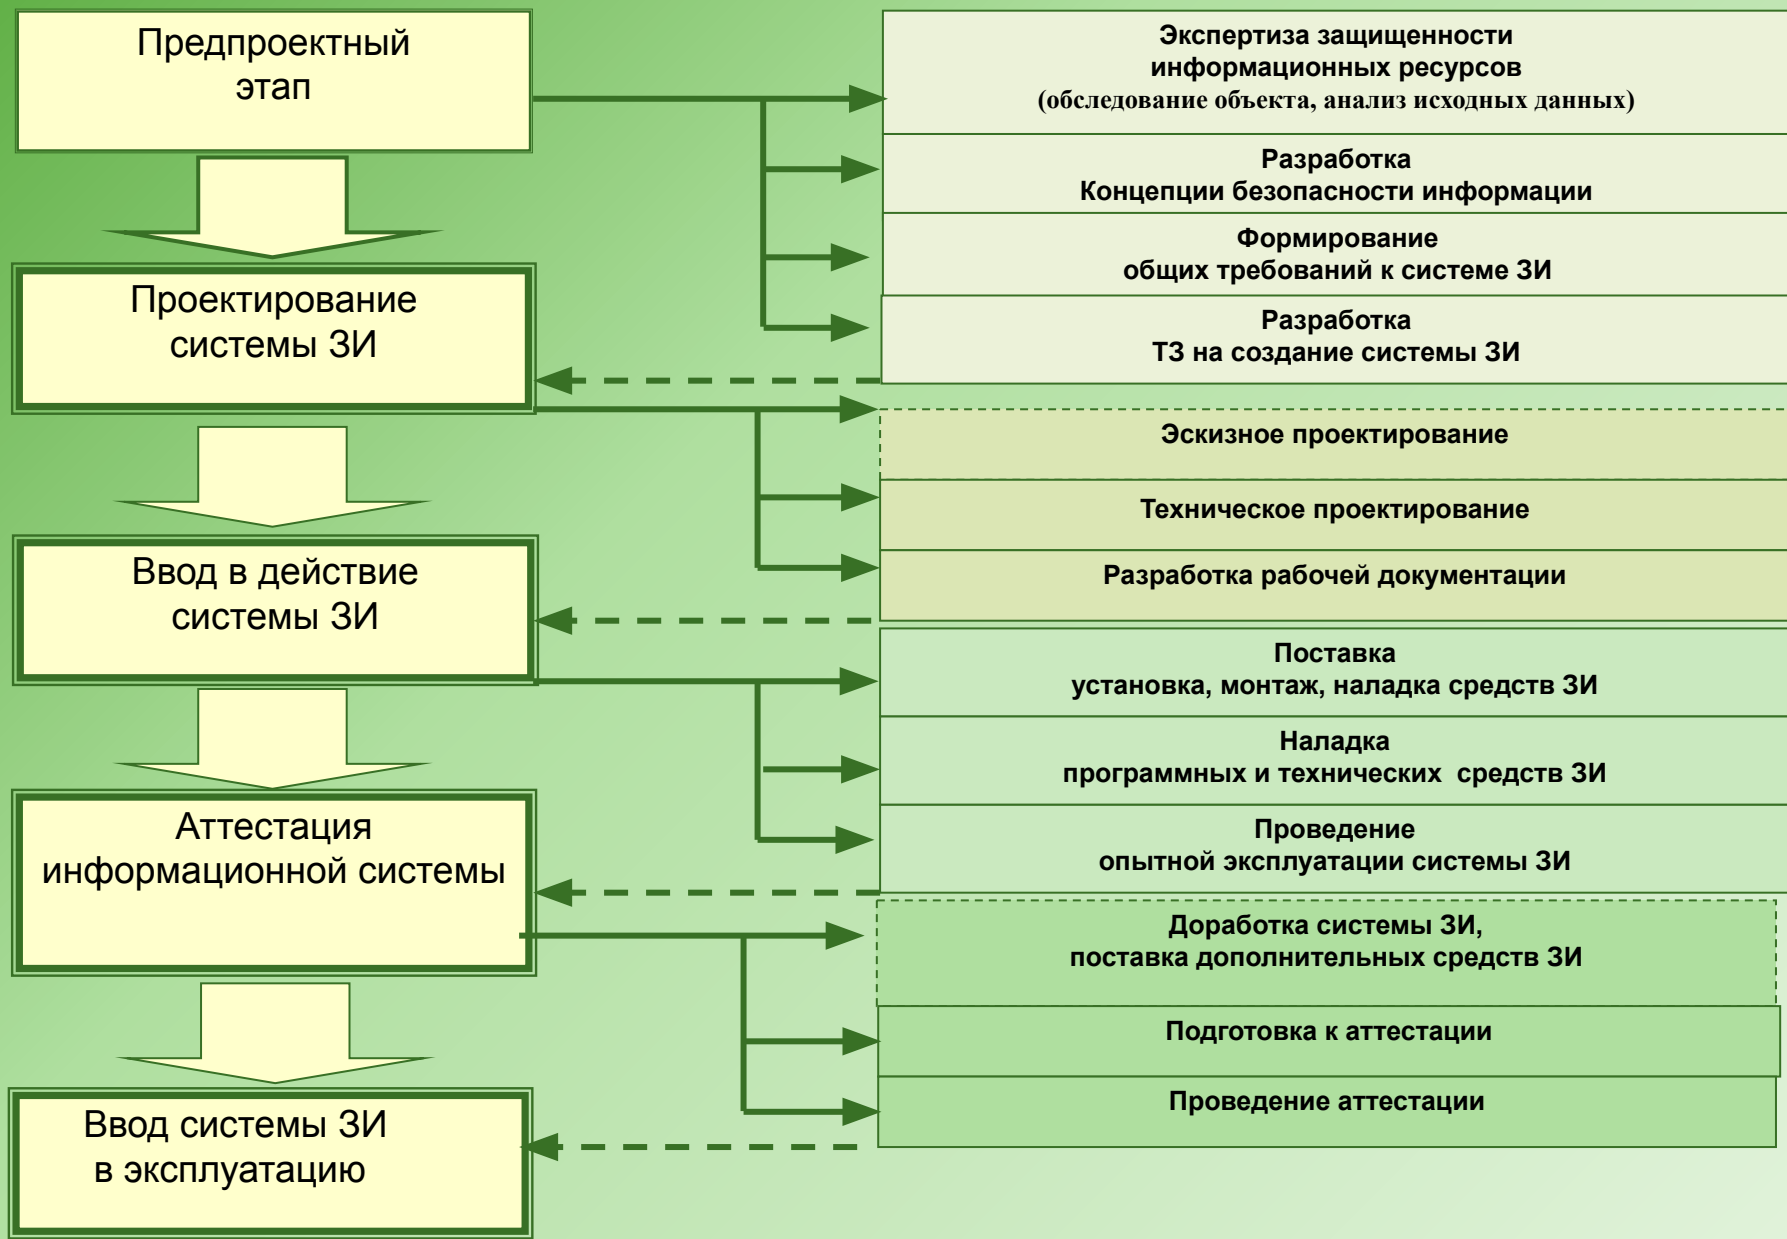 Предпроектный
этап
Экспертиза защищенности
информационных ресурсов
(обследование объекта, анализ исходных данных)
Разработка
Концепции безопасности информации
Формирование
общих требований к системе ЗИ
Разработка
ТЗ на создание системы ЗИ
Проектирование
системы ЗИ
Эскизное проектирование
Техническое проектирование
Разработка рабочей документации
Ввод в действие
системы ЗИ
Поставка
установка, монтаж, наладка средств ЗИ
Наладка
программных и технических средств ЗИ
Проведение
опытной эксплуатации системы ЗИ
Аттестация
информационной системы
Доработка системы ЗИ,
поставка дополнительных средств ЗИ
Подготовка к аттестации
Проведение аттестации
Ввод системы ЗИ
в эксплуатацию